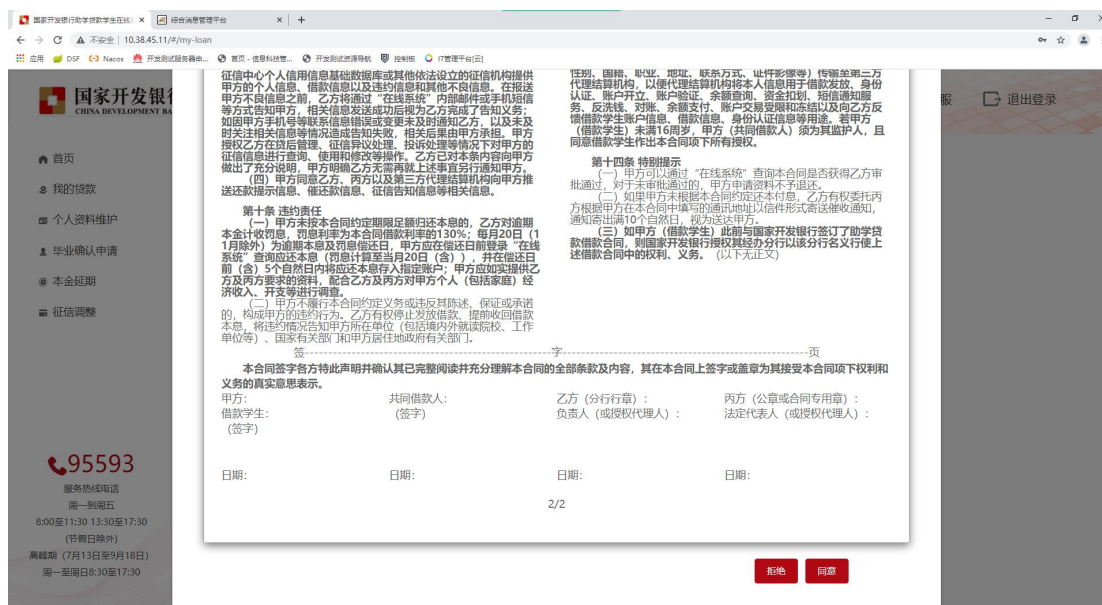 国家开发银行助学贷款学生在线
综合消息管理平台
不安全 | 10.38.45.11/#/my-loan
应用 DSF Nacos 开发测试服务器申... 首页 - 信息科技管... 开发测试资源导航 控制板 IT管理平台[云]
国家开发银行
CHINA DEVELOPMENT BA
服
退出登录
首页
我的贷款
个人资料维护
毕业确认申请
本金延期
征信调整
95593
服务热线电话
周一到周五
8:00至11:30 13:30至17:30
(节假日除外)
高峰期（7月13日至9月18日）
周一至周日8:30至17:30
征信中心个人信用信息基础数据库或其他依法设立的征信机构提供
甲方的个人信息、借款信息以及违约信息和其他不良信息。在报送
甲方不良信息之前，乙方将通过“在线系统”内部邮件或手机短信
等方式告知甲方，相关信息发送成功后视为乙方完成了告知义务；
如因甲方手机号等联系信息错误或变更未及时通知乙方，以及未及
时关注相关信息等情况造成告知失败，相关后果由甲方承担。甲方
授权乙方在贷后管理、征信异议处理、投诉处理等情况下对甲方的
征信信息进行查询、使用和修改等操作。乙方已对本条内容向甲方
做出了充分说明，甲方明确乙方无需再就上述事宜另行通知甲方。
（四）甲方同意乙方、丙方以及第三方代理结算机构向甲方推
送还款提示信息、催还款信息、征信告知信息等相关信息。
第十条 违约责任
（一）甲方未按本合同约定期限足额归还本息的，乙方对逾期
本金计收罚息，罚息利率为本合同借款利率的130%；每月20日（1
1月除外）为逾期本息及罚息偿还日，甲方应在偿还日前登录“在线
系统”查询应还本息（罚息计算至当月20日（含）），并在偿还日
前（含）5个自然日内将应还本息存入指定账户；甲方应如实提供乙
方及丙方要求的资料，配合乙方及丙方对甲方个人（包括家庭）经
济收入、开支等进行调查。
（二）甲方不履行本合同约定义务或违反其陈述、保证或承诺
的，构成甲方的违约行为。乙方有权停止发放借款、提前收回借款
本息，将违约情况告知甲方所在单位（包括境内外就读院校、工作
单位等）、国家有关部门和甲方居住地政府有关部门。
性别、国籍、职业、地址、联系方式、证件影像等）传输至第三方
代理结算机构，以便代理结算机构将本人信息用于借款发放、身份
认证、账户开立、账户验证、余额查询、资金扣划、短信通知服
务、反洗钱、对账、余额支付、账户交易受限和冻结以及向乙方反
馈借款学生账户信息、借款信息、身份认证信息等用途。若甲方
（借款学生）未满16周岁，甲方（共同借款人）须为其监护人，且
同意借款学生作出本合同项下所有授权。
第十四条 特别提示
（一）甲方可以通过“在线系统”查询本合同是否获得乙方审
批通过，对于未审批通过的，甲方申请资料不予退还。
（二）如果甲方未根据本合同约定还本付息，乙方有权委托丙
方根据甲方在本合同中填写的通讯地址以信件形式寄送催收通知，
通知寄出满10个自然日，视为送达甲方。
（三）如甲方（借款学生）此前与国家开发银行签订了助学贷
款借款合同，则国家开发银行授权其经办分行以该分行名义行使上
述借款合同中的权利、义务。（以下无正文）
签------------------------------字------------------------------页
本合同签字各方特此声明并确认其已完整阅读并充分理解本合同的全部条款及内容，其在本合同上签字或盖章为其接受本合同项下权利和
义务的真实意思表示。
甲方： 共同借款人： 乙方（分行行章）： 丙方（公章或合同专用章）：
借款学生： （签字） 负责人（或授权代理人）： 法定代表人（或授权代理人）：
（签字）
日期： 日期： 日期： 日期：
2/2
拒绝 同意